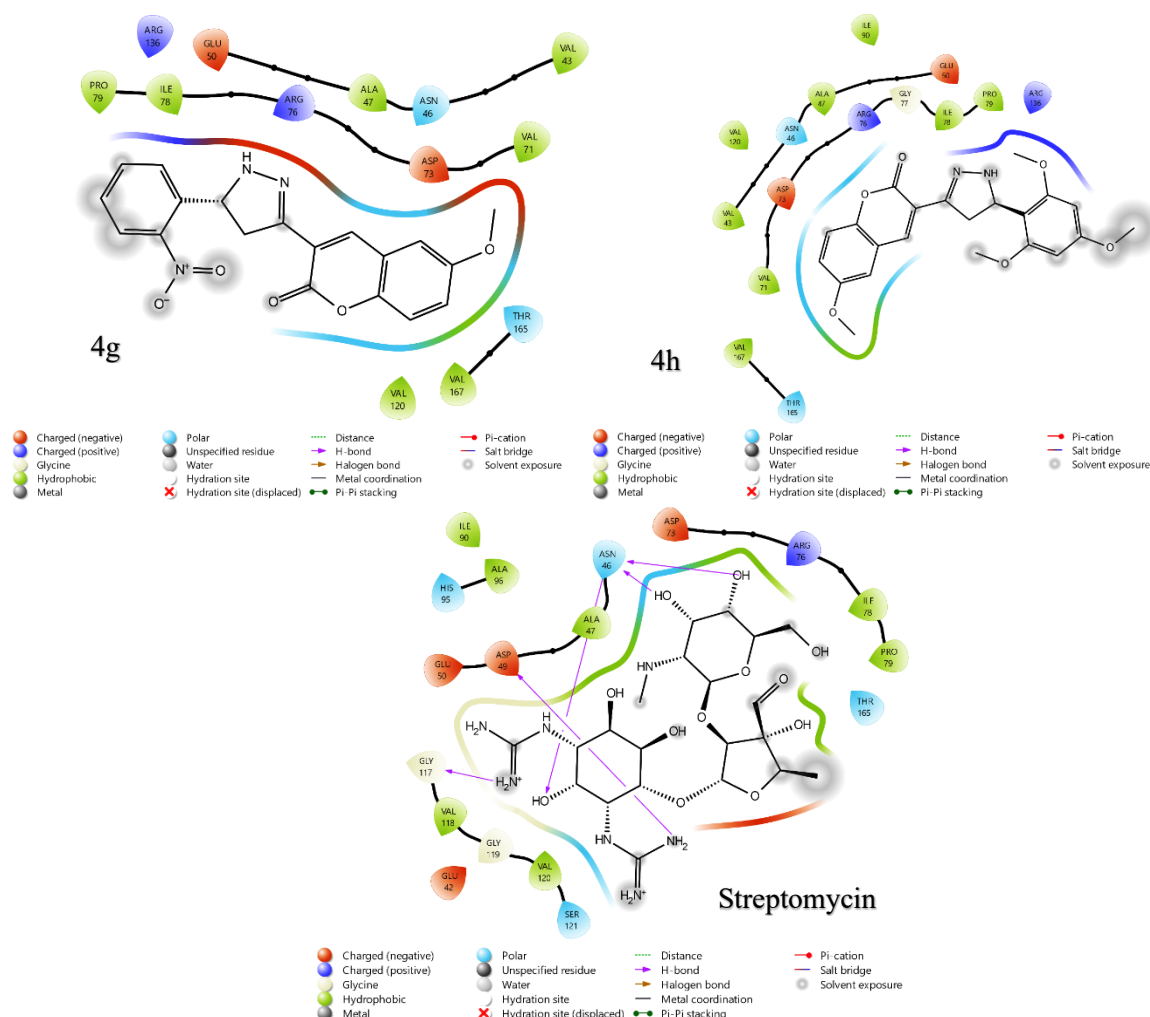 ARG
136
GLU
50
VAL
43
PRO
79
ILE
78
ARG
76
ALA
47
ASN
46
VAL
71
ASP
73
H
N
N
O
N+
O
O-
O
O
THR
165
4g
VAL
120
VAL
167
Charged (negative)
Charged (positive)
Glycine
Hydrophobic
Metal
Polar
Unspecified residue
Water
Hydration site
Hydration site (displaced)
Distance
H-bond
Halogen bond
Metal coordination
Pi-Pi stacking
Pi-cation
Salt bridge
Solvent exposure
ILE
90
GLU
50
ALA
47
GLY
77
PRO
79
ARG
136
ARG
76
ILE
78
VAL
120
ASN
46
ASP
73
VAL
43
VAL
71
O
O
N
NH
O
O
O
O
VAL
167
THR
165
4h
Charged (negative)
Charged (positive)
Glycine
Hydrophobic
Metal
Polar
Unspecified residue
Water
Hydration site
Hydration site (displaced)
Distance
H-bond
Halogen bond
Metal coordination
Pi-Pi stacking
Pi-cation
Salt bridge
Solvent exposure
ILE
90
ASN
46
ASP
73
ARG
76
HIS
95
ALA
96
ALA
47
ILE
78
GLU
50
ASP
49
PRO
79
THR
165
OH
HO
HN
O
OH
O
OH
H2N
H
N
OH
O
H2N+
HO
O
O
GLY
117
VAL
118
GLY
119
GLU
42
VAL
120
SER
121
HN
NH2
H2N+
OH
Streptomycin
Charged (negative)
Charged (positive)
Glycine
Hydrophobic
Metal
Polar
Unspecified residue
Water
Hydration site
Hydration site (displaced)
Distance
H-bond
Halogen bond
Metal coordination
Pi-Pi stacking
Pi-cation
Salt bridge
Solvent exposure